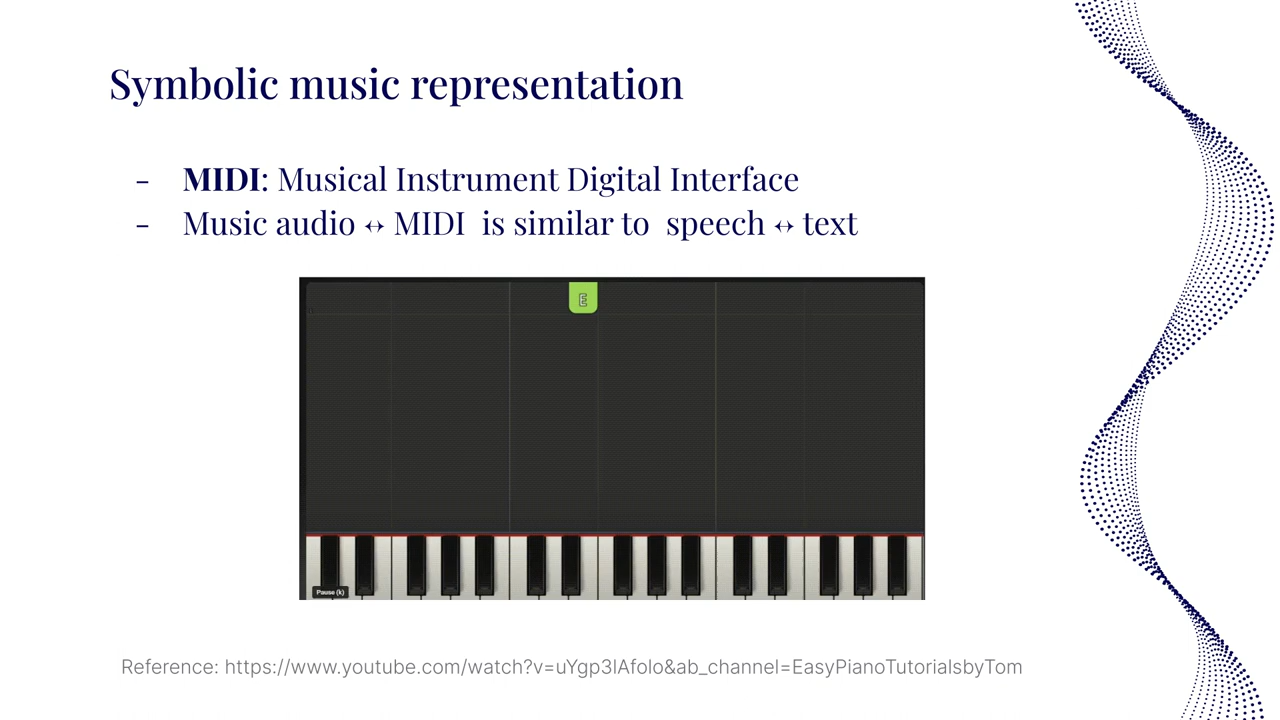 Symbolic music representation
- MIDI: Musical Instrument Digital Interface
- Music audio ↔ MIDI is similar to speech ↔ text
E
Pause (k)
Reference: https://www.youtube.com/watch?v=uYgp3lAfolo&ab_channel=EasyPianoTutorialsbyTom